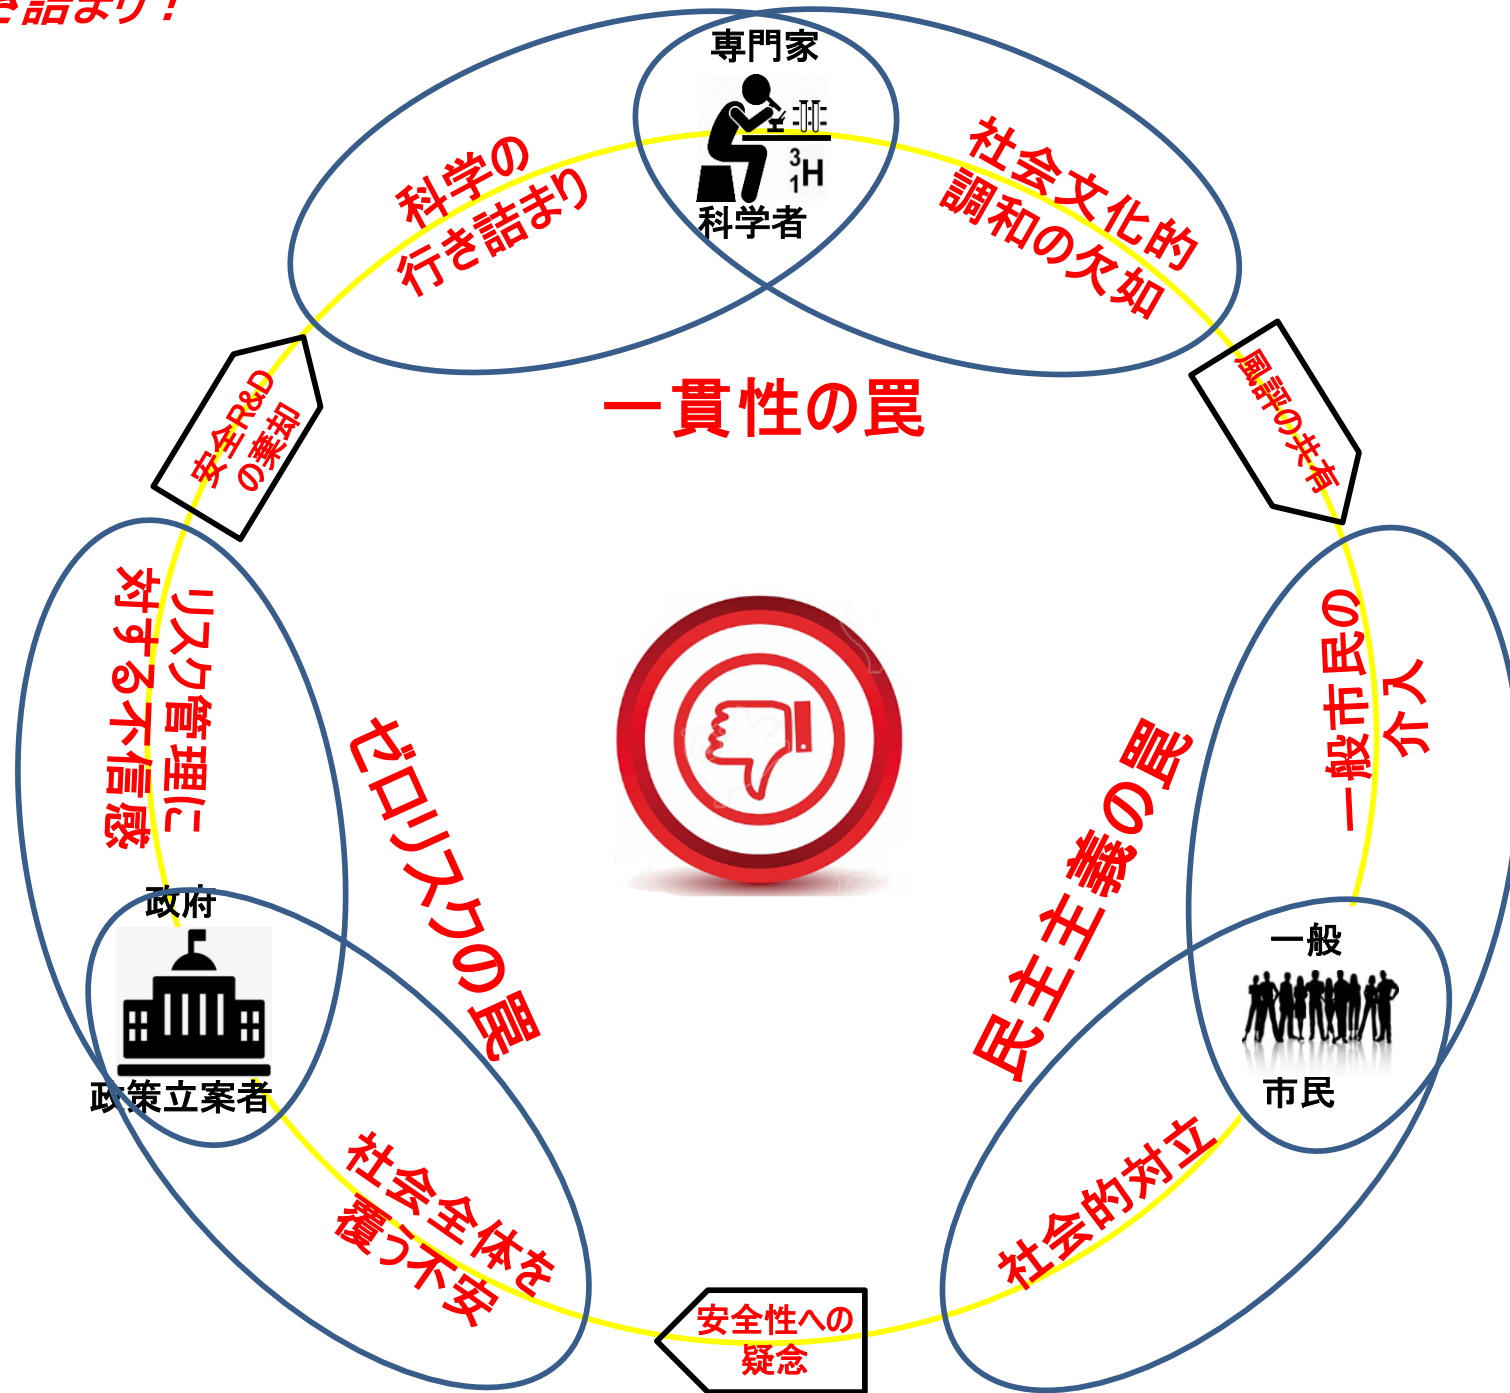 き詰まり！
専門家
3
1H
科学者
科学の
行き詰まり
社会文化的
調和の欠如
一貫性の罠
安全R&D
の棄却
風評の共有
リスク管理に
対する不信感
ゼロリスクの罠
民主主義の罠
一般市民の
介入
政府
政策立案者
一般
市民
社会全体を
覆う不安
社会的対立
安全性への
疑念